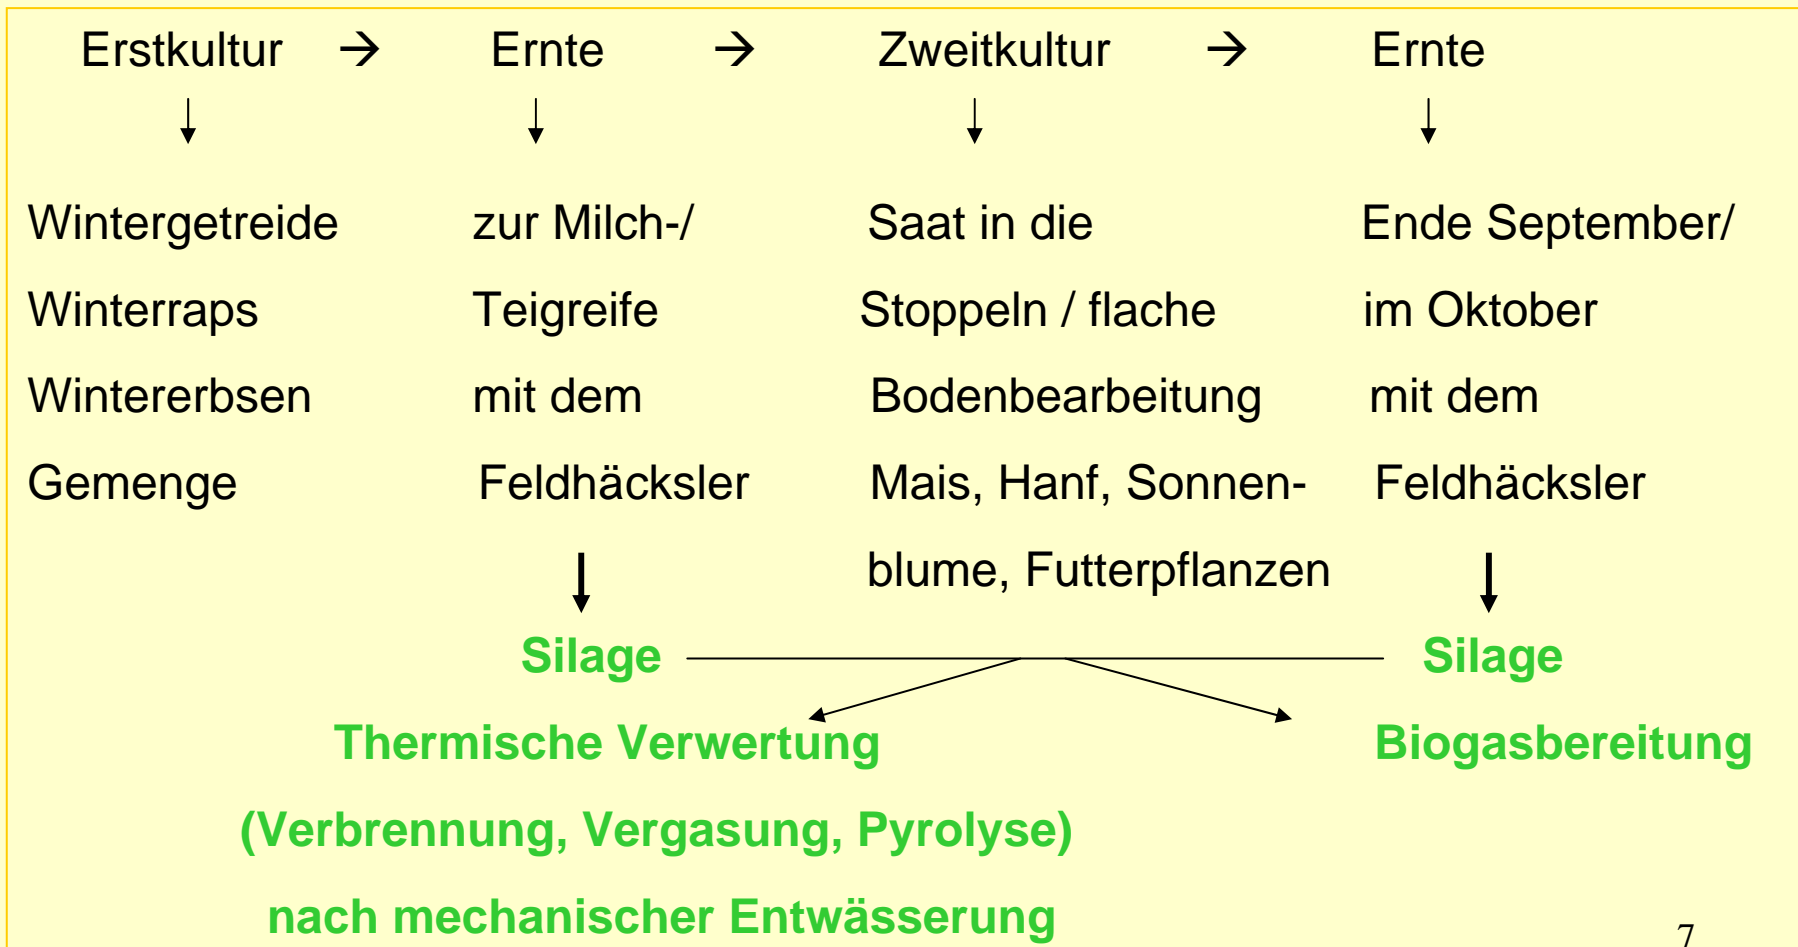 Erstkultur → Ernte → Zweitkultur → Ernte
Wintergetreide zur Milch-/ Saat in die Ende September/
Winterraps Teigreife Stoppeln / flache im Oktober
Wintererbsen mit dem Bodenbearbeitung mit dem
Gemenge Feldhäcksler Mais, Hanf, Sonnen- Feldhäcksler
blume, Futterpflanzen
Silage Silage
Thermische Verwertung Biogasbereitung
(Verbrennung, Vergasung, Pyrolyse)
nach mechanischer Entwässerung
7